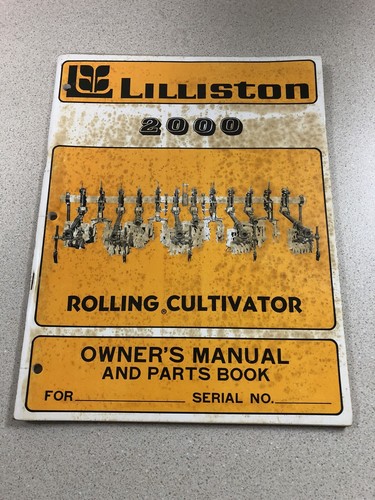 LILLISTON
2000
ROLLING® CULTIVATOR
OWNER'S MANUAL
AND PARTS BOOK
FOR SERIAL NO.